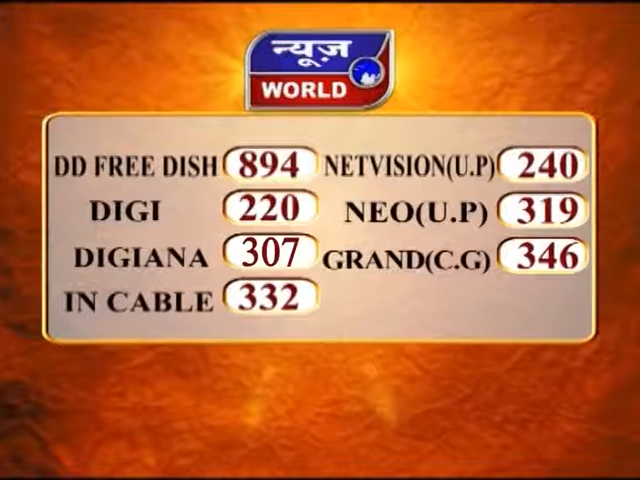 न्यूज़
WORLD
DD FREE DISH 894 NETVISION(U.P) 240
DIGI 220 NEO(U.P) 319
DIGIANA 307 GRAND(C.G) 346
IN CABLE 332